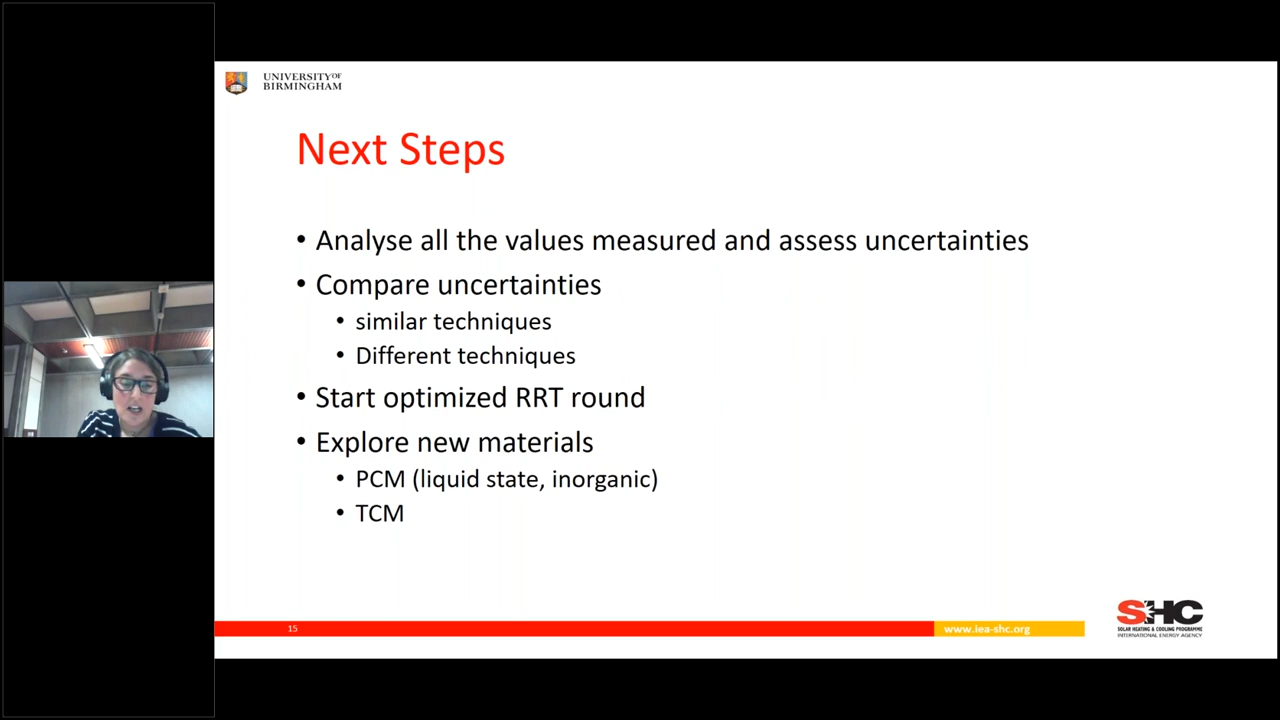 UNIVERSITYOF
BIRMINGHAM
Next Steps
• Analyse all the values measured and assess uncertainties
• Compare uncertainties
• similar techniques
• Different techniques
• Start optimized RRT round
• Explore new materials
• PCM (liquid state, inorganic)
• TCM
15
www.iea-shc.org
SHC
SOLAR HEATING & COOLING PROGRAMME
INTERNATIONAL ENERGY AGENCY